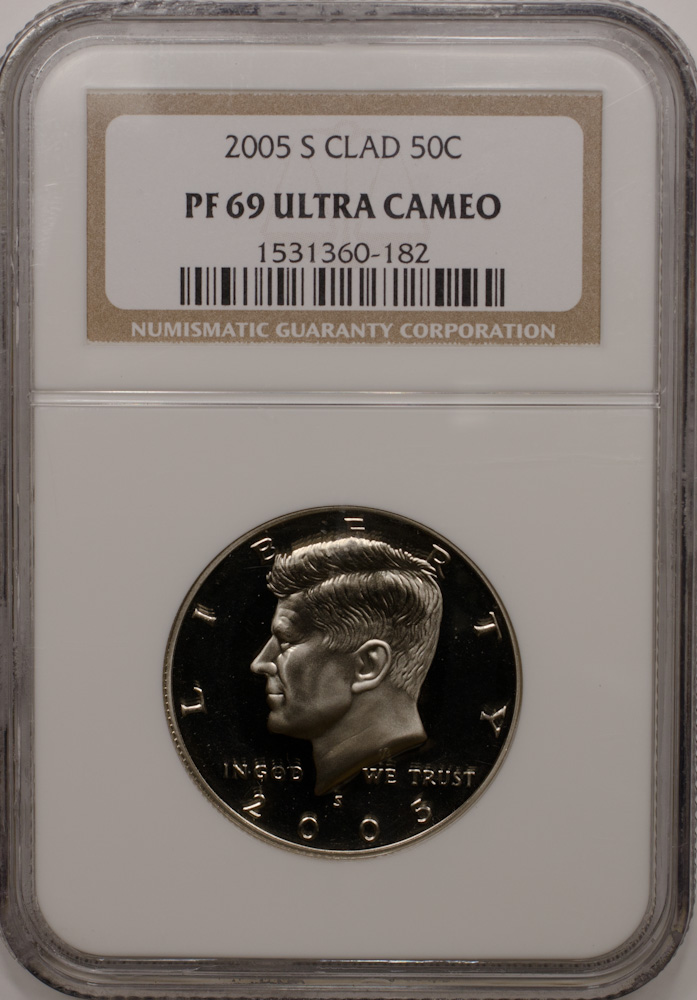 2005 S CLAD 50C
PF 69 ULTRA CAMEO
1531360-182
NUMISMATIC GUARANTY CORPORATION
LIBERTY
IN GOD WE TRUST
S
2005